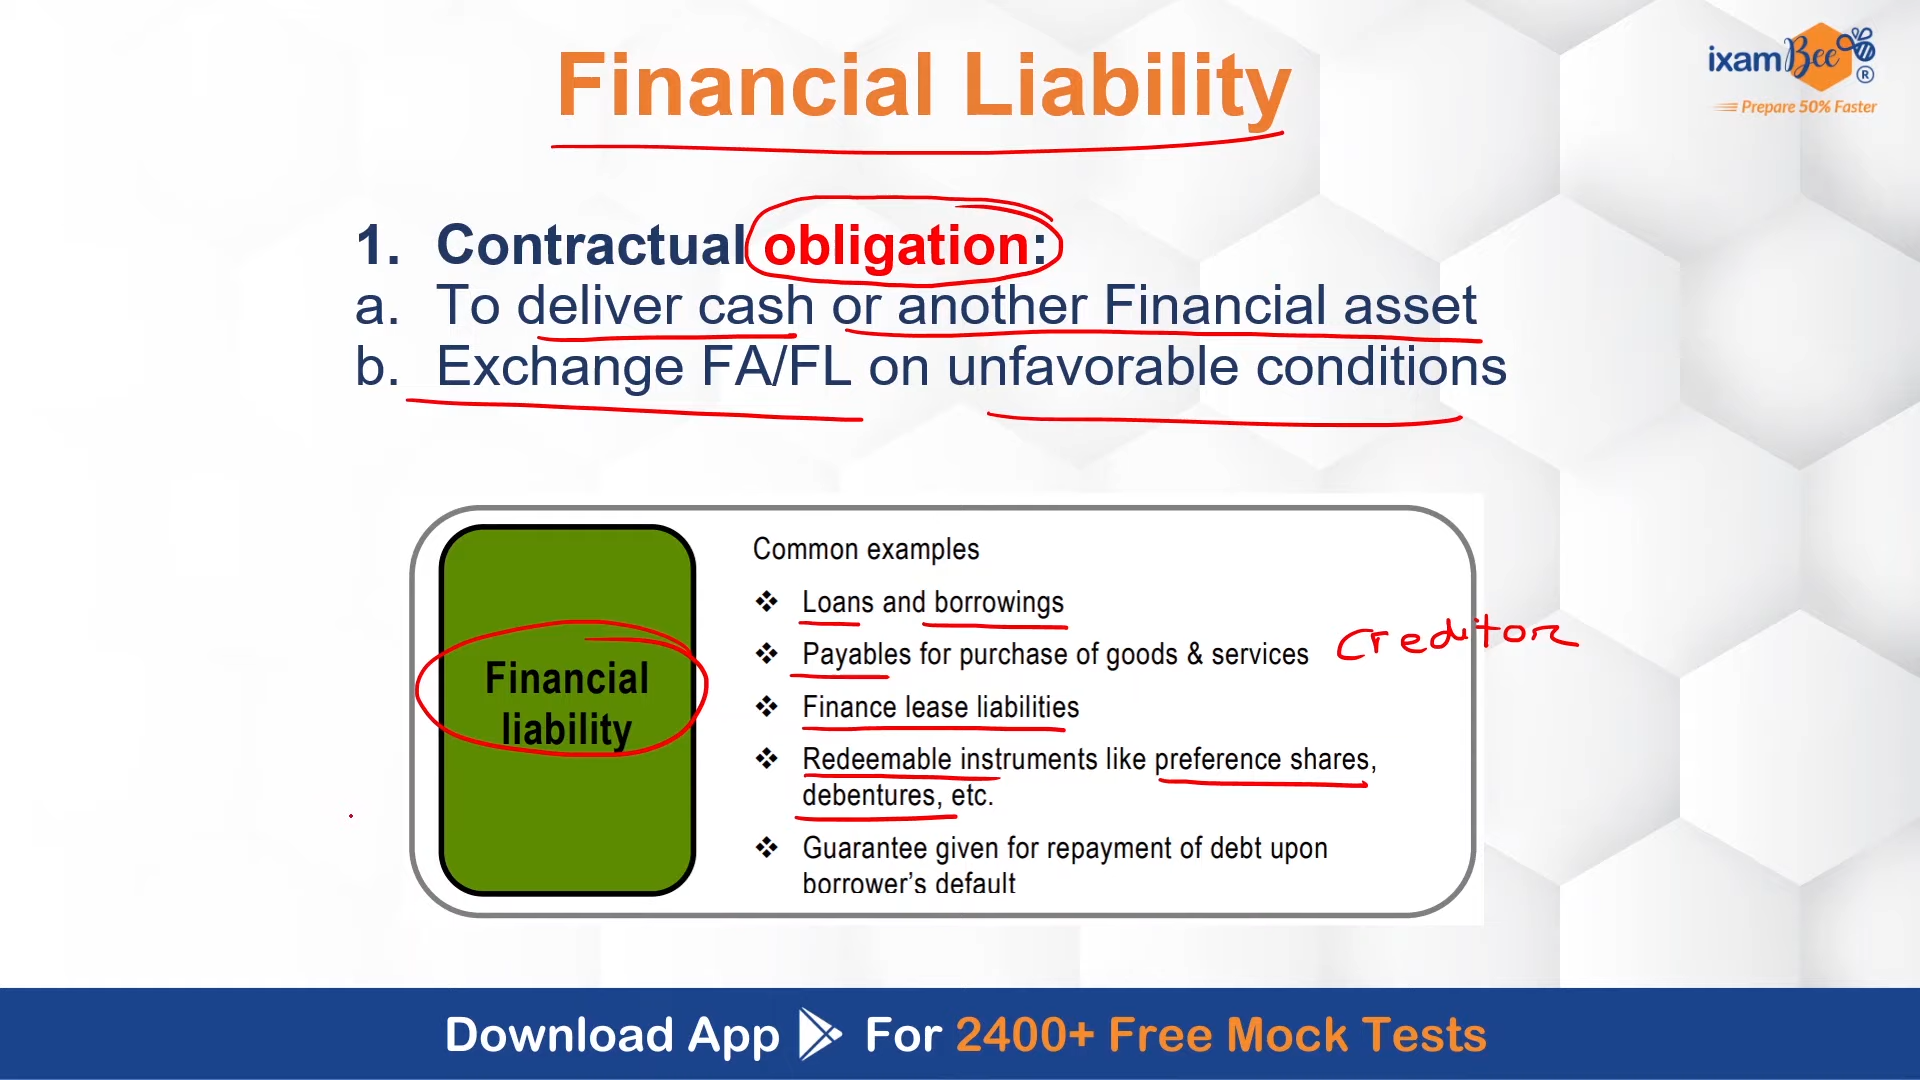 Financial Liability
ixamBee®
Prepare 50% Faster
1. Contractual obligation:
a. To deliver cash or another Financial asset
b. Exchange FA/FL on unfavorable conditions
Financial
liability
Common examples
❖ Loans and borrowings
❖ Payables for purchase of goods & services
Creditor
❖ Finance lease liabilities
❖ Redeemable instruments like preference shares,
debentures, etc.
❖ Guarantee given for repayment of debt upon
borrower's default
Download App For 2400+ Free Mock Tests